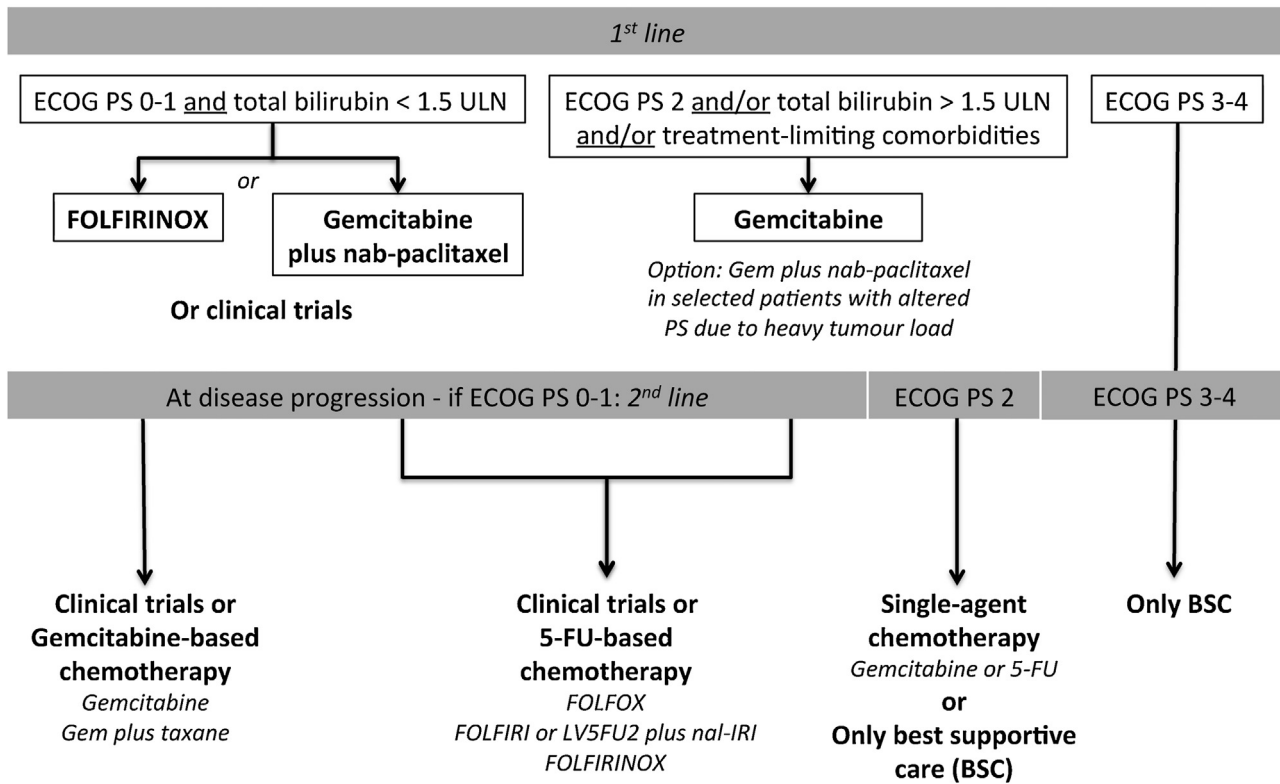 1st line
ECOG PS 0-1 and total bilirubin < 1.5 ULN
or
FOLFIRINOX
Gemcitabine
plus nab-paclitaxel
Or clinical trials
ECOG PS 2 and/or total bilirubin > 1.5 ULN
and/or treatment-limiting comorbidities
Gemcitabine
Option: Gem plus nab-paclitaxel
in selected patients with altered
PS due to heavy tumour load
ECOG PS 3-4
At disease progression - if ECOG PS 0-1: 2nd line
ECOG PS 2
ECOG PS 3-4
Clinical trials or
Gemcitabine-based
chemotherapy
Gemcitabine
Gem plus taxane
Clinical trials or
5-FU-based
chemotherapy
FOLFOX
FOLFIRI or LV5FU2 plus nal-IRI
FOLFIRINOX
Single-agent
chemotherapy
Gemcitabine or 5-FU
or
Only best supportive
care (BSC)
Only BSC